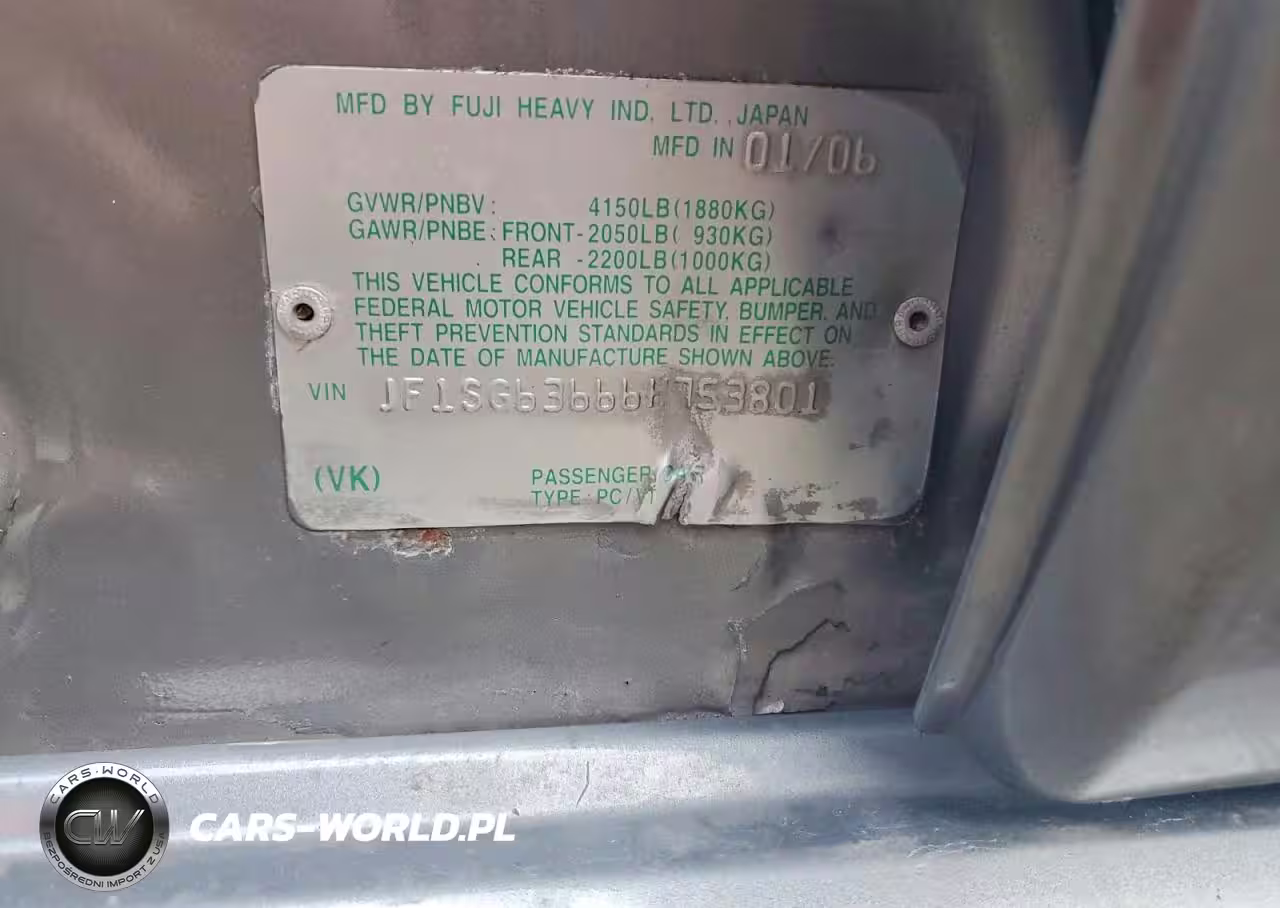 MFD BY FUJI HEAVY IND. LTD. JAPAN
MFD IN 01/06
GVWR/PNBV: 4150LB(1880KG)
GAWR/PNBE: FRONT-2050LB( 930KG)
REAR -2200LB(1000KG)
THIS VEHICLE CONFORMS TO ALL APPLICABLE
FEDERAL MOTOR VEHICLE SAFETY, BUMPER, AND
THEFT PREVENTION STANDARDS IN EFFECT ON
THE DATE OF MANUFACTURE SHOWN ABOVE.
VIN
(VK)
PASSENGER
TYPE: PC/
CARS-WORLD
CW
BEZPOŚREDNI IMPORT Z USA
CARS-WORLD.PL